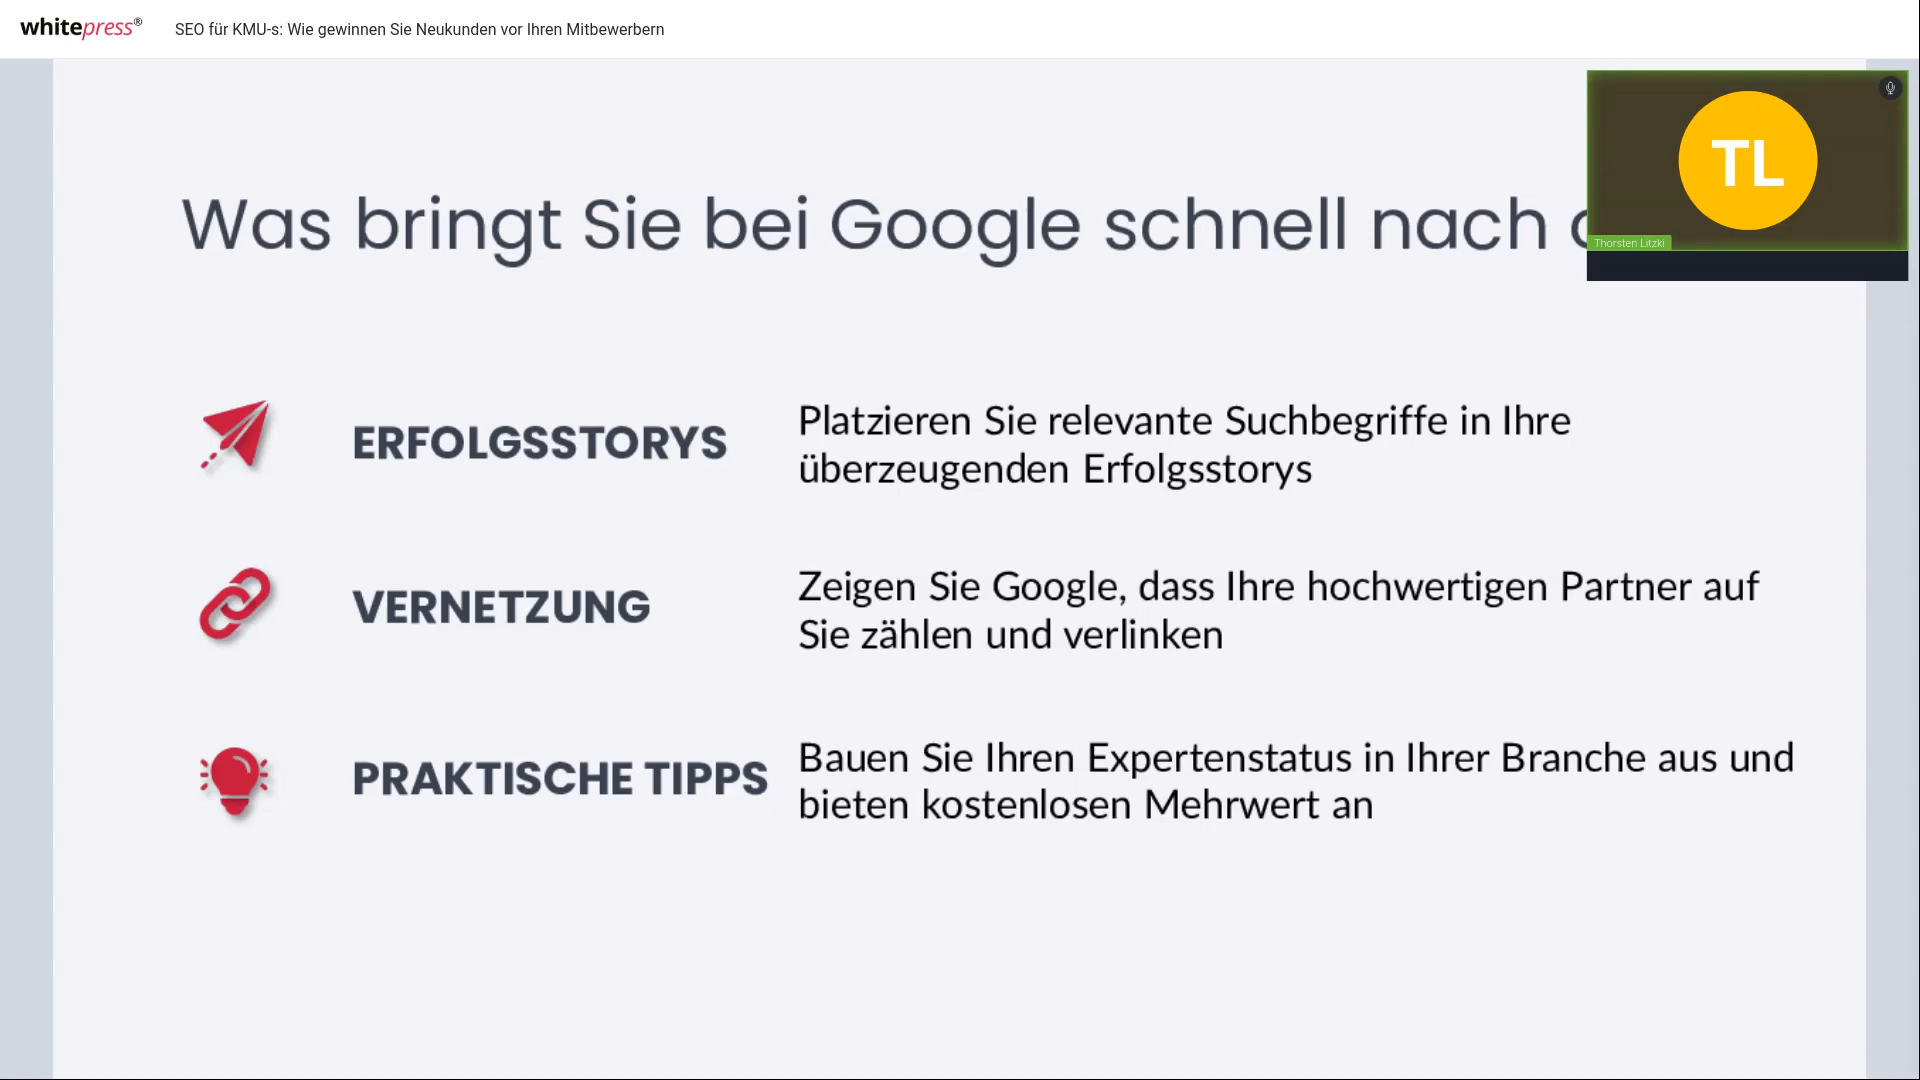 whitepress®
SEO für KMU-s: Wie gewinnen Sie Neukunden vor Ihren Mitbewerbern
TL
Thorsten Litzki
Was bringt Sie bei Google schnell nach
ERFOLGSSTORYS
Platzieren Sie relevante Suchbegriffe in Ihre
überzeugenden Erfolgsstorys
VERNETZUNG
Zeigen Sie Google, dass Ihre hochwertigen Partner auf
Sie zählen und verlinken
PRAKTISCHE TIPPS
Bauen Sie Ihren Expertenstatus in Ihrer Branche aus und
bieten kostenlosen Mehrwert an